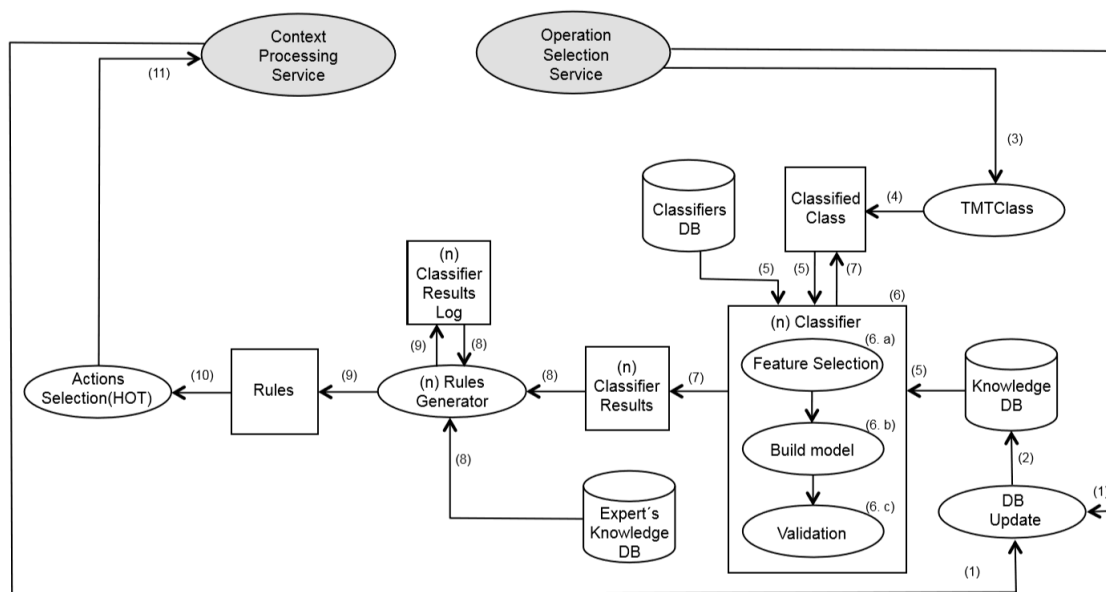 Context
Processing
Service
Operation
Selection
Service
(11)
(3)
Classifiers
DB
Classified
Class
(4)
TMTClass
(n)
Classifier
Results
Log
(5)
(5)
(7)
(6)
(n) Classifier
(6. a)
Feature Selection
(9)
(8)
Actions
Selection(HOT)
(10)
Rules
(9)
(n) Rules
Generator
(8)
(n)
Classifier
Results
(7)
(5)
Knowledge
DB
(6. b)
Build model
(8)
(2)
Expert´s
Knowledge
DB
(6. c)
Validation
DB
Update
(1)
(1)